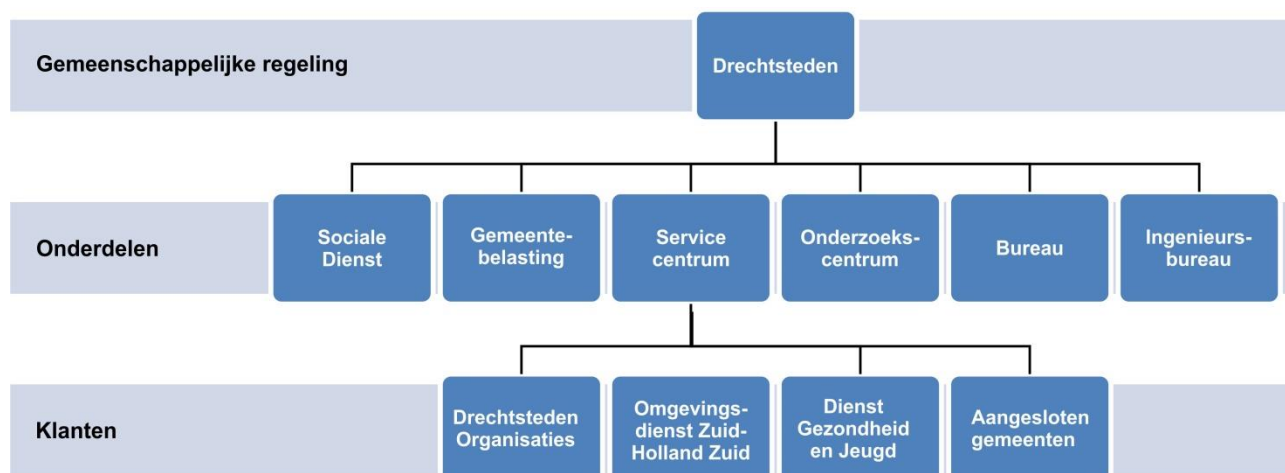 Gemeenschappelijke regeling
Drechtsteden
Onderdelen
Sociale
Dienst
Gemeente-
belasting
Service
centrum
Onderzoeks-
centrum
Bureau
Ingenieurs-
bureau
Klanten
Drechtsteden
Organisaties
Omgevings-
dienst Zuid-
Holland Zuid
Dienst
Gezondheid
en Jeugd
Aangesloten
gemeenten